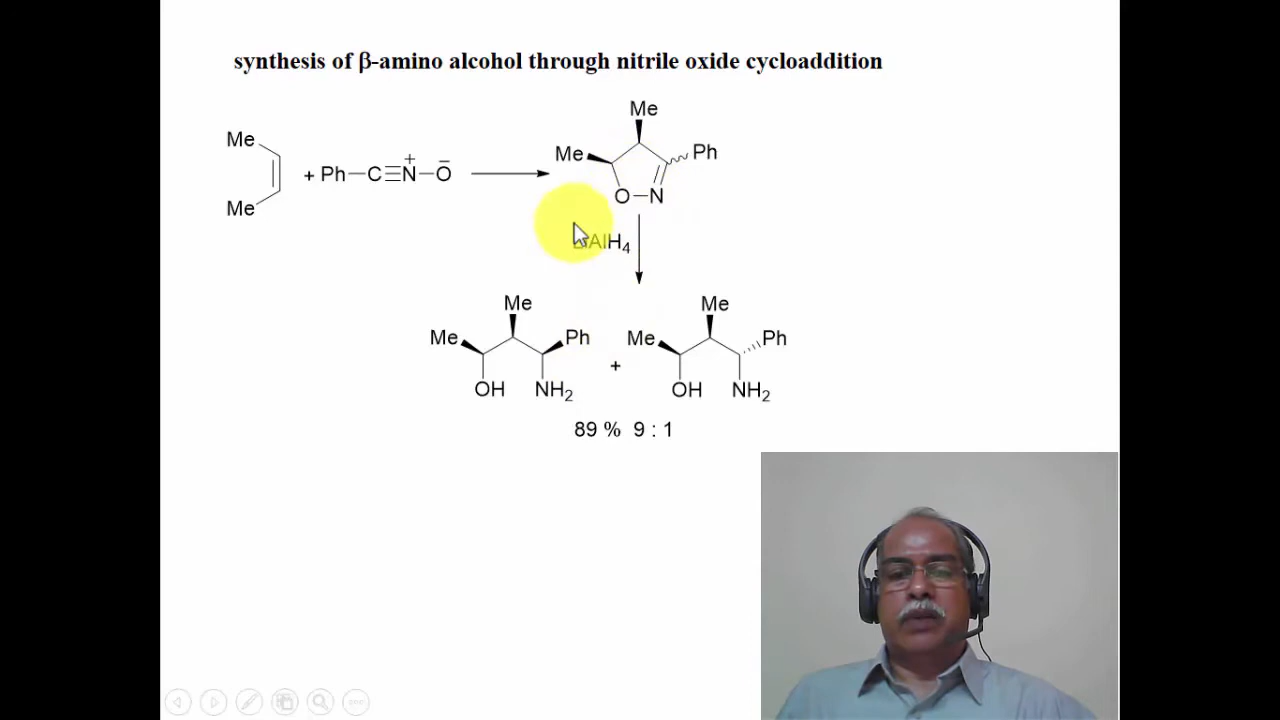 synthesis of β-amino alcohol through nitrile oxide cycloaddition
Me
Me
+ Ph—C≡N⁺—O⁻
Me
Me
Ph
O—N
LiAlH₄
Me
Me
Ph
OH
NH₂
+
Me
Me
Ph
OH
NH₂
89 % 9 : 1